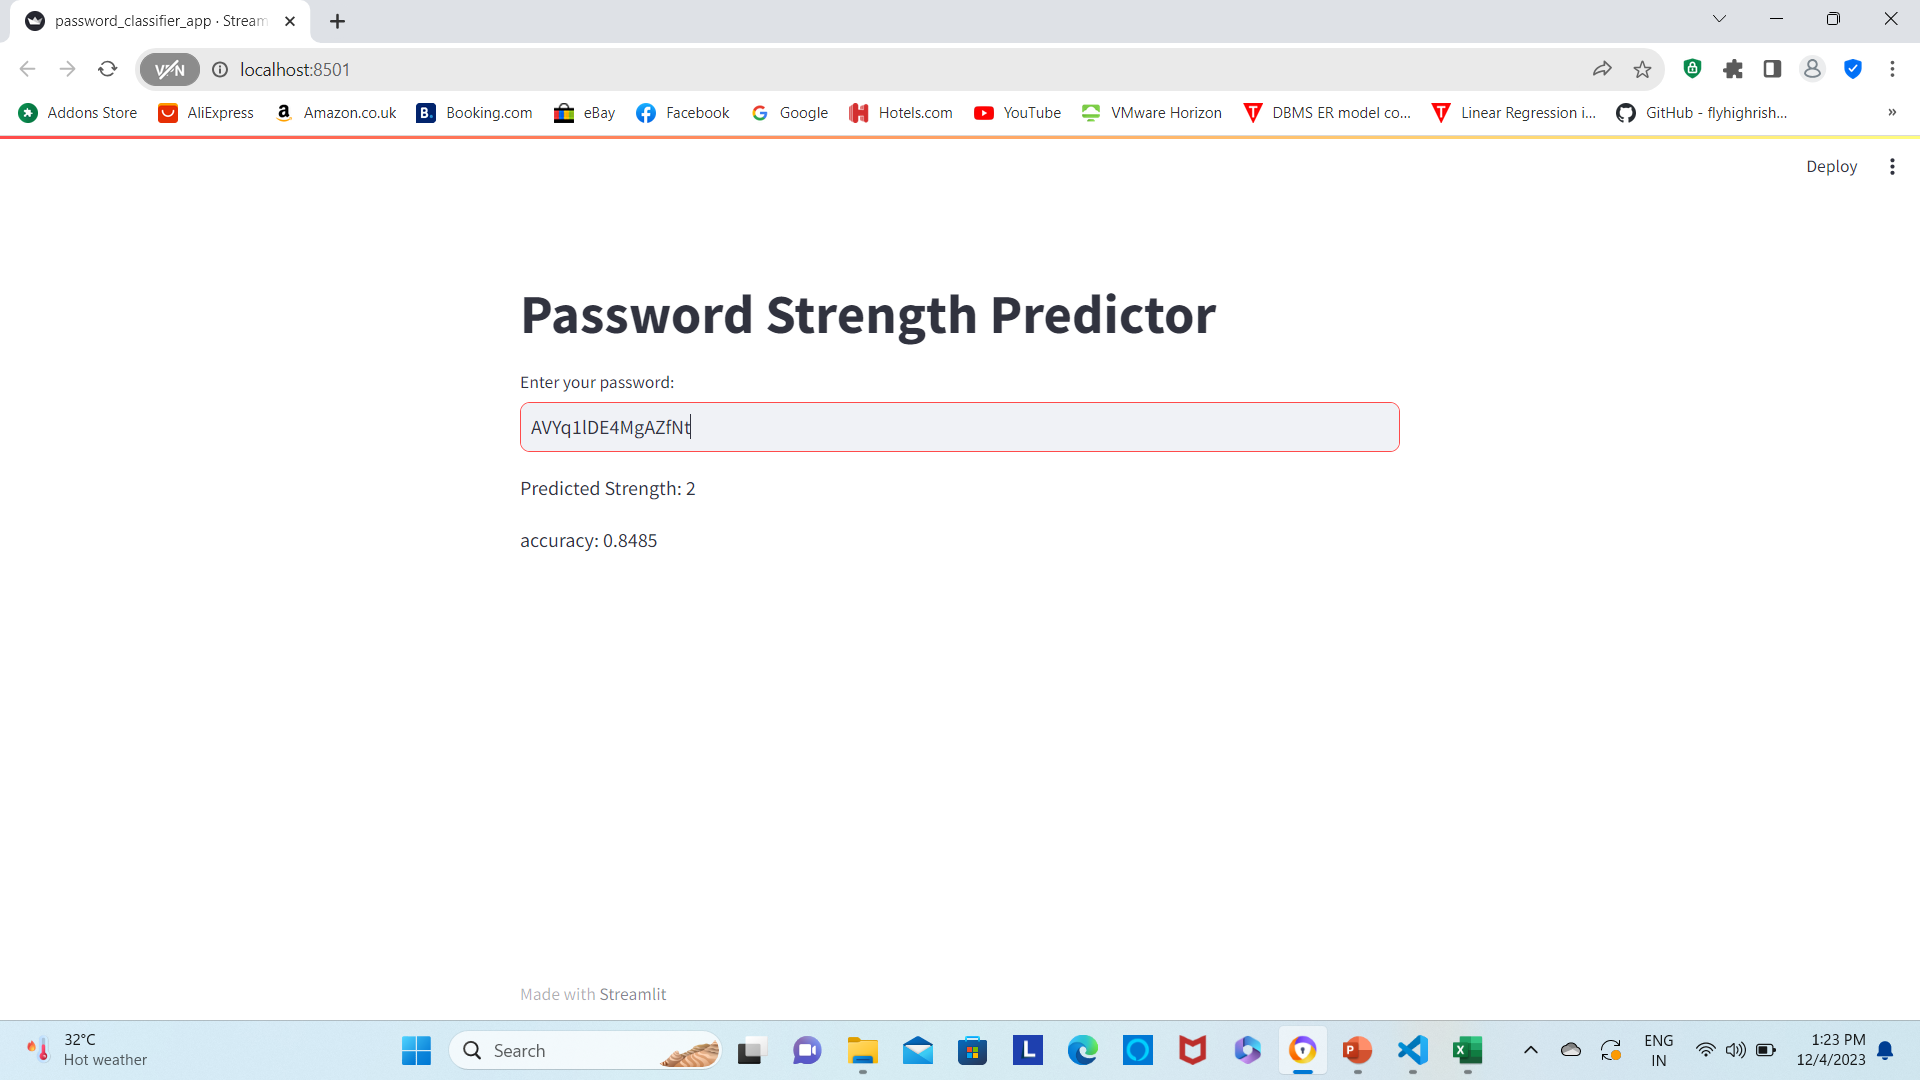 password_classifier_app · Stream
VPN
localhost:8501
Addons Store
AliExpress
Amazon.co.uk
Booking.com
eBay
Facebook
Google
Hotels.com
YouTube
VMware Horizon
DBMS ER model co...
Linear Regression i...
GitHub - flyhighrish...
»
Deploy
Password Strength Predictor
Enter your password:
AVYq1lDE4MgAZfNt
Predicted Strength: 2
accuracy: 0.8485
Made with Streamlit
32°C
Hot weather
Search
ENG
IN
1:23 PM
12/4/2023